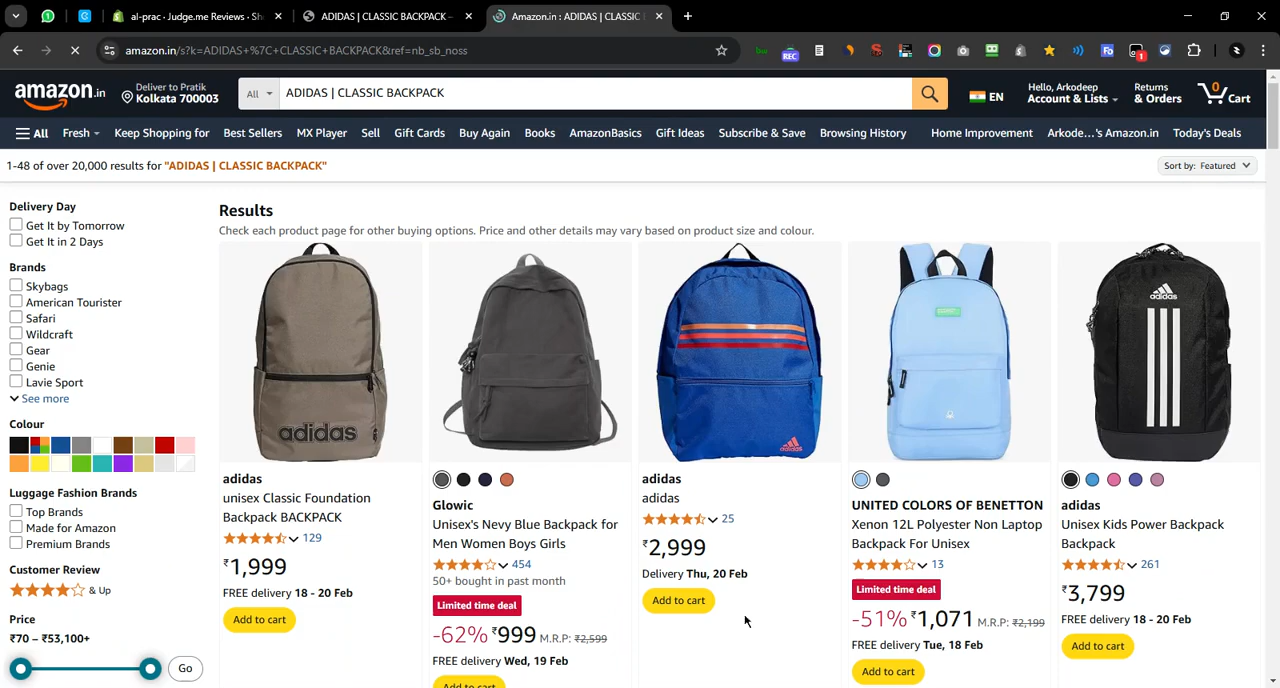 al-prac · Judge.me Reviews · Sh
ADIDAS | CLASSIC BACKPACK –
Amazon.in : ADIDAS | CLASSIC
amazon.in/s?k=ADIDAS+%7C+CLASSIC+BACKPACK&ref=nb_sb_noss
REC
Fo
1
amazon.in
Deliver to Pratik
Kolkata 700003
All
ADIDAS | CLASSIC BACKPACK
EN
Hello, Arkodeep
Account & Lists
Returns
& Orders
0
Cart
All
Fresh
Keep Shopping for
Best Sellers
MX Player
Sell
Gift Cards
Buy Again
Books
AmazonBasics
Gift Ideas
Subscribe & Save
Browsing History
Home Improvement
Arkode...'s Amazon.in
Today's Deals
1-48 of over 20,000 results for "ADIDAS | CLASSIC BACKPACK"
Sort by: Featured
Delivery Day
Get It by Tomorrow
Get It in 2 Days
Brands
Skybags
American Tourister
Safari
Wildcraft
Gear
Genie
Lavie Sport
See more
Colour
Luggage Fashion Brands
Top Brands
Made for Amazon
Premium Brands
Customer Review
& Up
Price
₹70 – ₹53,100+
Go
Results
Check each product page for other buying options. Price and other details may vary based on product size and colour.
adidas
adidas
unisex Classic Foundation
Backpack BACKPACK
129
₹1,999
FREE delivery 18 - 20 Feb
Add to cart
Glowic
Unisex's Nevy Blue Backpack for
Men Women Boys Girls
454
50+ bought in past month
Limited time deal
-62% ₹999 M.R.P: ₹2,599
FREE delivery Wed, 19 Feb
Add to cart
adidas
adidas
adidas
25
₹2,999
Delivery Thu, 20 Feb
Add to cart
UNITED COLORS OF BENETTON
Xenon 12L Polyester Non Laptop
Backpack For Unisex
13
Limited time deal
-51% ₹1,071 M.R.P: ₹2,199
FREE delivery Tue, 18 Feb
Add to cart
adidas
adidas
Unisex Kids Power Backpack
Backpack
261
₹3,799
FREE delivery 18 - 20 Feb
Add to cart